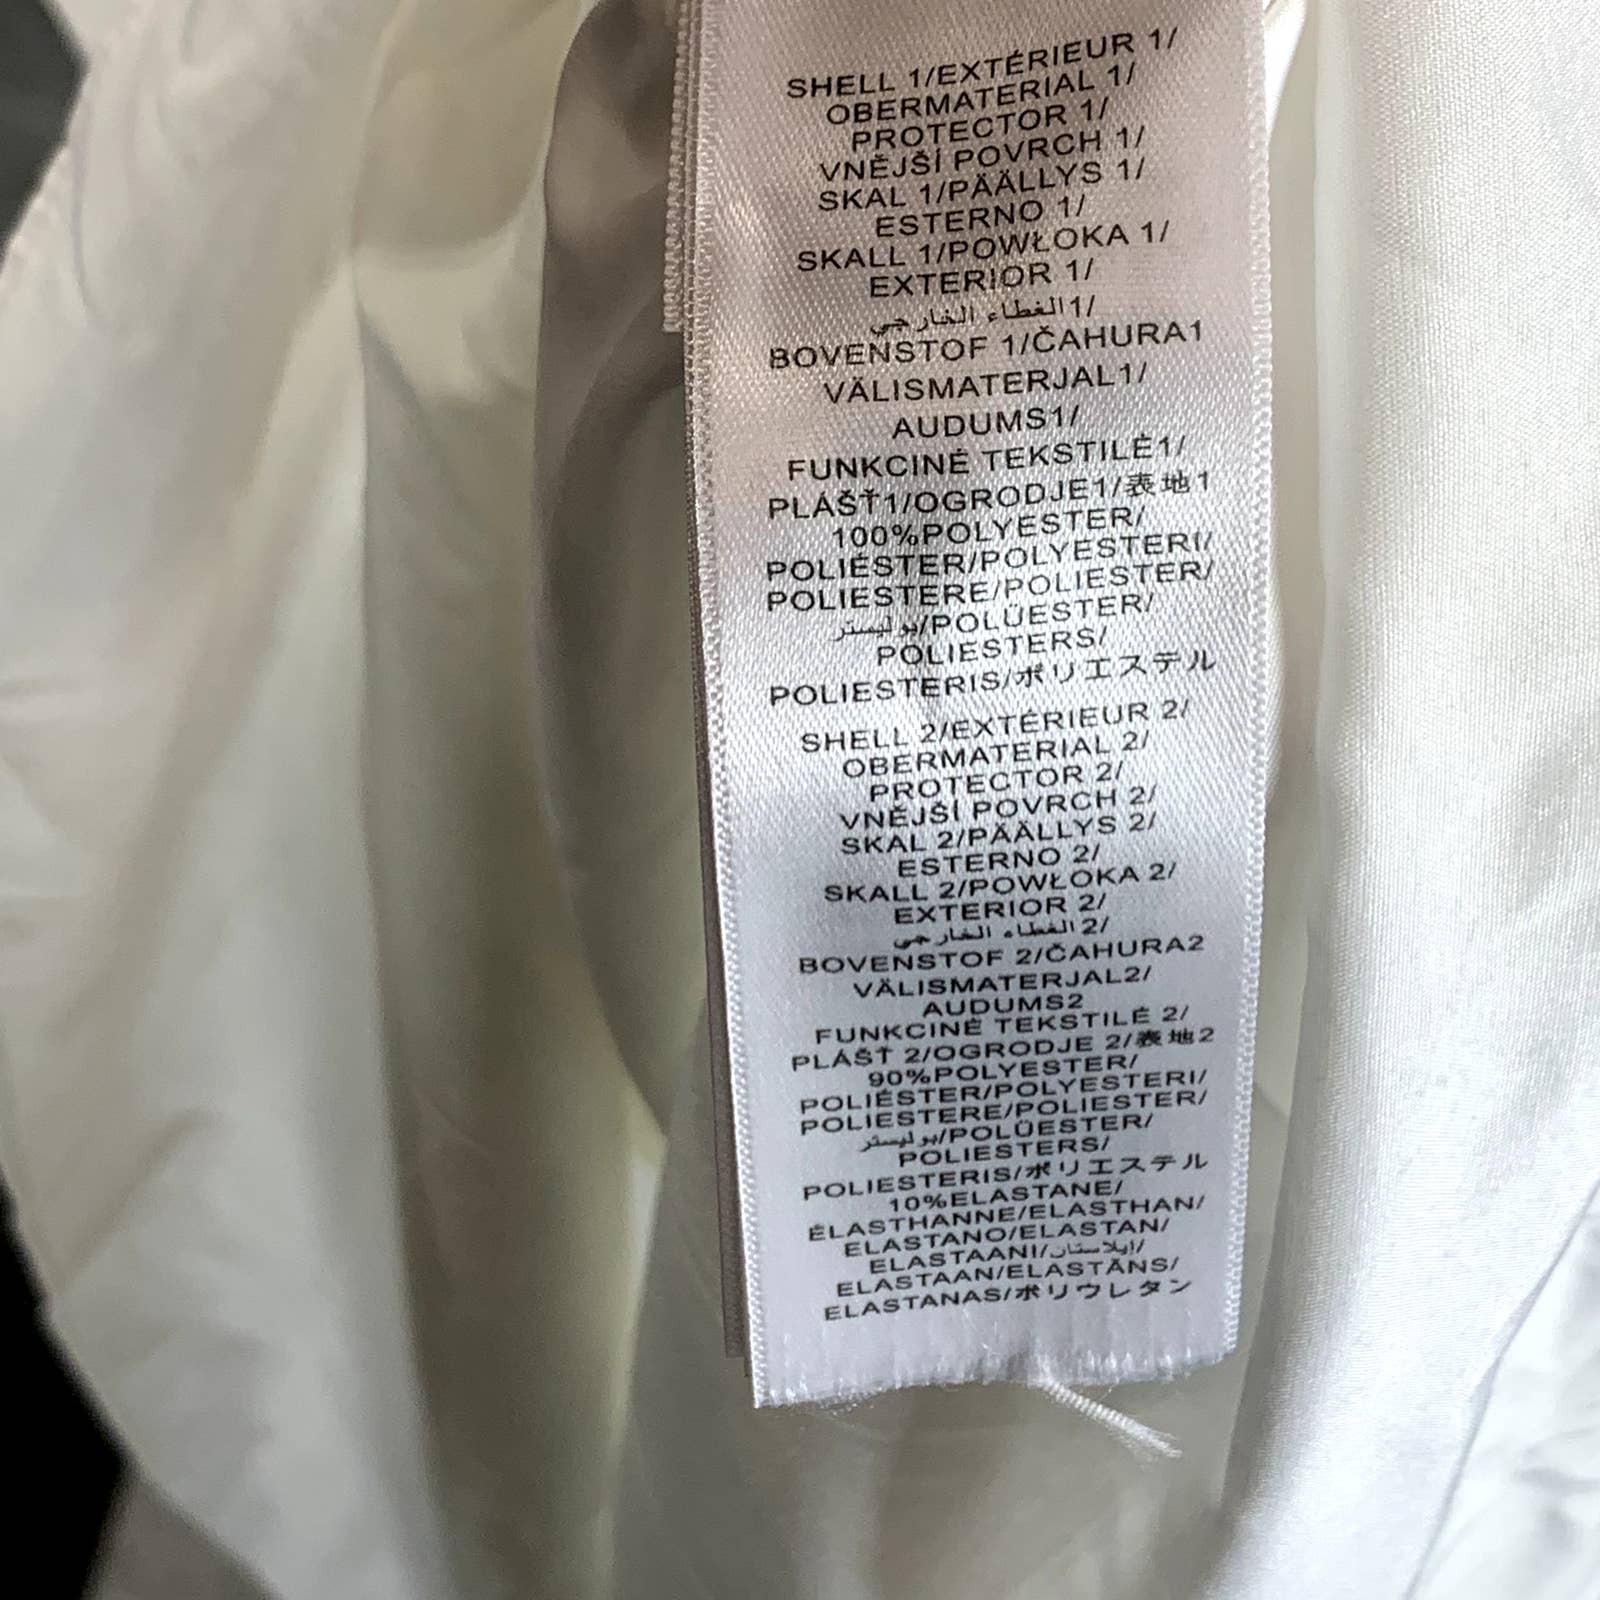 SHELL 1/EXTÉRIEUR 1/
OBERMATERIAL 1/
PROTECTOR 1/
VNĚJŠÍ POVRCH 1/
SKAL 1/PÄÄLLYS 1/
ESTERNO 1/
SKALL 1/POWŁOKA 1/
EXTERIOR 1/
الغطاء الخارجي1/
BOVENSTOF 1/ČAHURA1
VÄLISMATERJAL1/
AUDUMS1/
FUNKCINĖ TEKSTILĖ1/
PLÁŠŤ1/OGRODJE1/表地1
100%POLYESTER/
POLIÉSTER/POLYESTERI/
POLIESTERE/POLIESTER/
بوليستر/POLÜESTER/
POLIESTERS/
POLIESTERIS/ポリエステル
SHELL 2/EXTÉRIEUR 2/
OBERMATERIAL 2/
PROTECTOR 2/
VNĚJŠÍ POVRCH 2/
SKAL 2/PÄÄLLYS 2/
ESTERNO 2/
SKALL 2/POWŁOKA 2/
EXTERIOR 2/
الغطاء الخارجي2/
BOVENSTOF 2/ČAHURA2
VÄLISMATERJAL2/
AUDUMS2
FUNKCINĖ TEKSTILĖ 2/
PLÁŠŤ 2/OGRODJE 2/表地2
90%POLYESTER/
POLIÉSTER/POLYESTERI/
POLIESTERE/POLIESTER/
بوليستر/POLÜESTER/
POLIESTERS/
POLIESTERIS/ポリエステル
10%ELASTANE/
ÉLASTHANNE/ELASTHAN/
ELASTANO/ELASTAN/
ELASTAANI/إيلاستان/
ELASTAAN/ELASTĀNS/
ELASTANAS/ポリウレタン